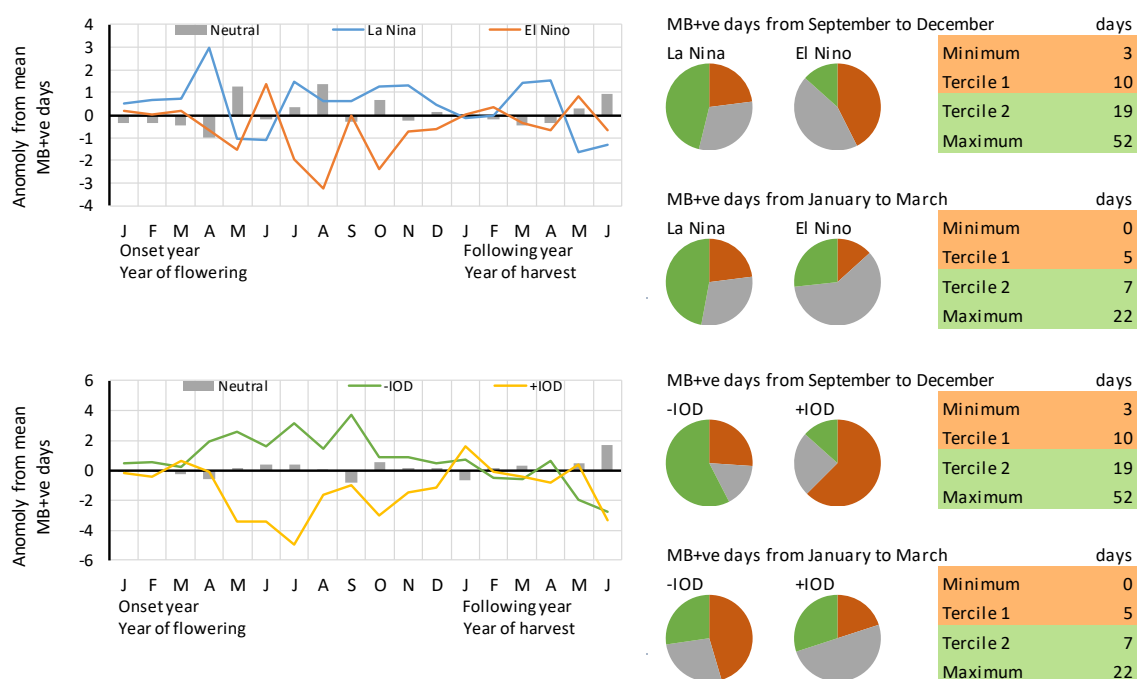 Anomoly from mean
MB+ve days
4
3
2
1
0
-1
-2
-3
-4
Neutral La Nina El Nino
J F M A M J J A S O N D J F M A M J
Onset year Following year
Year of flowering Year of harvest
MB+ve days from September to December days
La Nina El Nino
Minimum 3
Tercile 1 10
Tercile 2 19
Maximum 52
MB+ve days from January to March days
La Nina El Nino
Minimum 0
Tercile 1 5
Tercile 2 7
Maximum 22
Anomoly from mean
MB+ve days
6
4
2
0
-2
-4
-6
Neutral -IOD +IOD
J F M A M J J A S O N D J F M A M J
Onset year Following year
Year of flowering Year of harvest
MB+ve days from September to December days
-IOD +IOD
Minimum 3
Tercile 1 10
Tercile 2 19
Maximum 52
MB+ve days from January to March days
-IOD +IOD
Minimum 0
Tercile 1 5
Tercile 2 7
Maximum 22